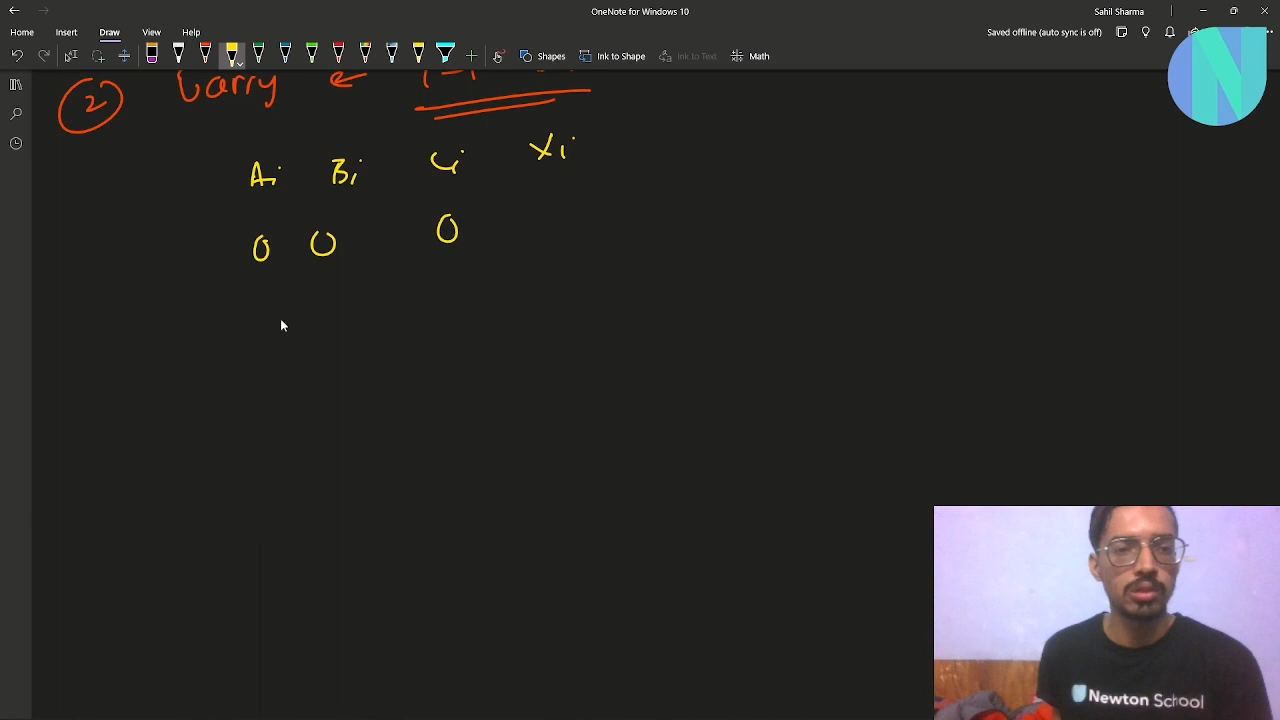 OneNote for Windows 10
Sahil Sharma
Home Insert Draw View Help
Saved offline (auto sync is off)
Shapes Ink to Shape Ink to Text Math
2 Carry ←
Ai Bi Ci Xi
0 0 0
Newton School